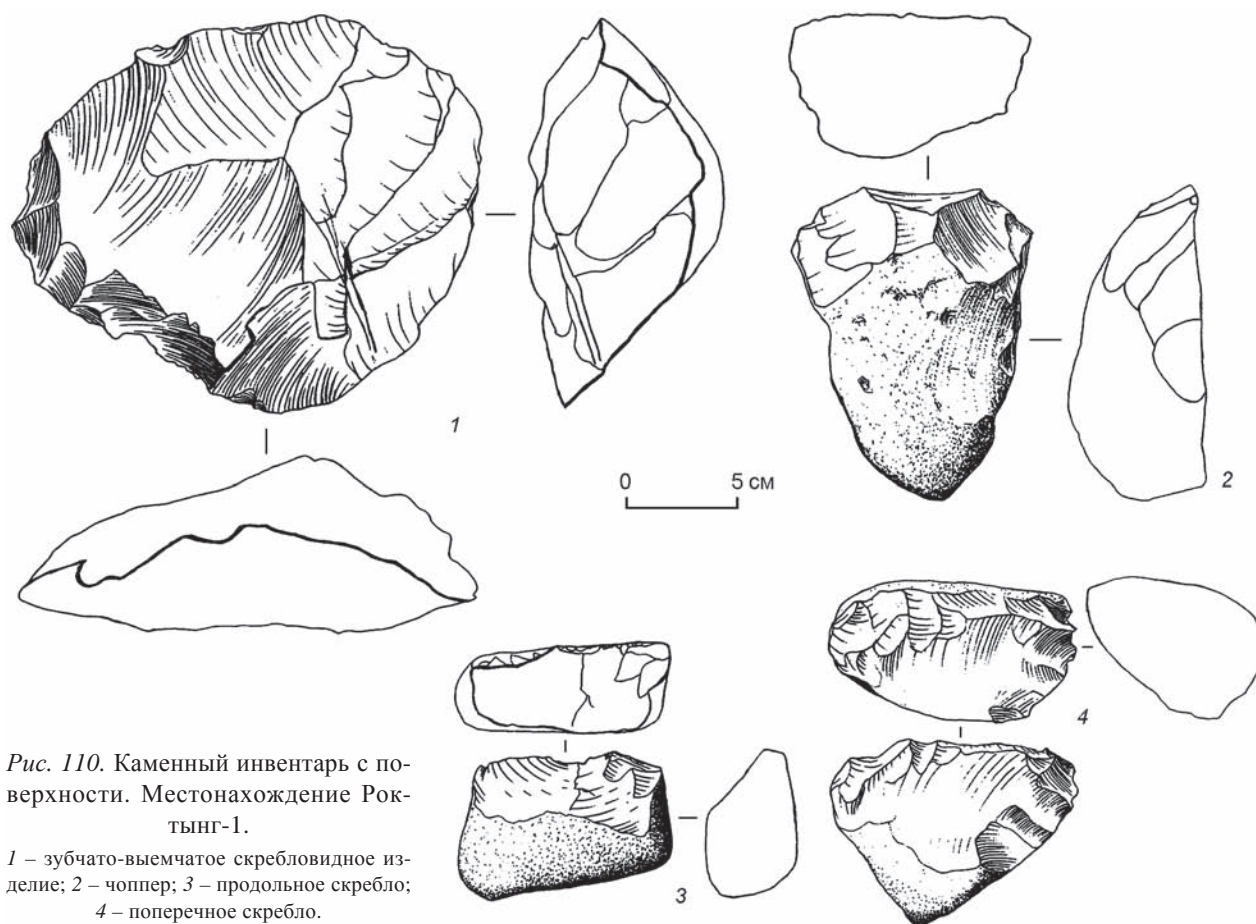 1
2
0 5 см
3
4
Рис. 110. Каменный инвентарь с по-
верхности. Местонахождение Рок-
тынг-1.
1 – зубчато-выемчатое скребловидное из-
делие; 2 – чоппер; 3 – продольное скребло;
4 – поперечное скребло.